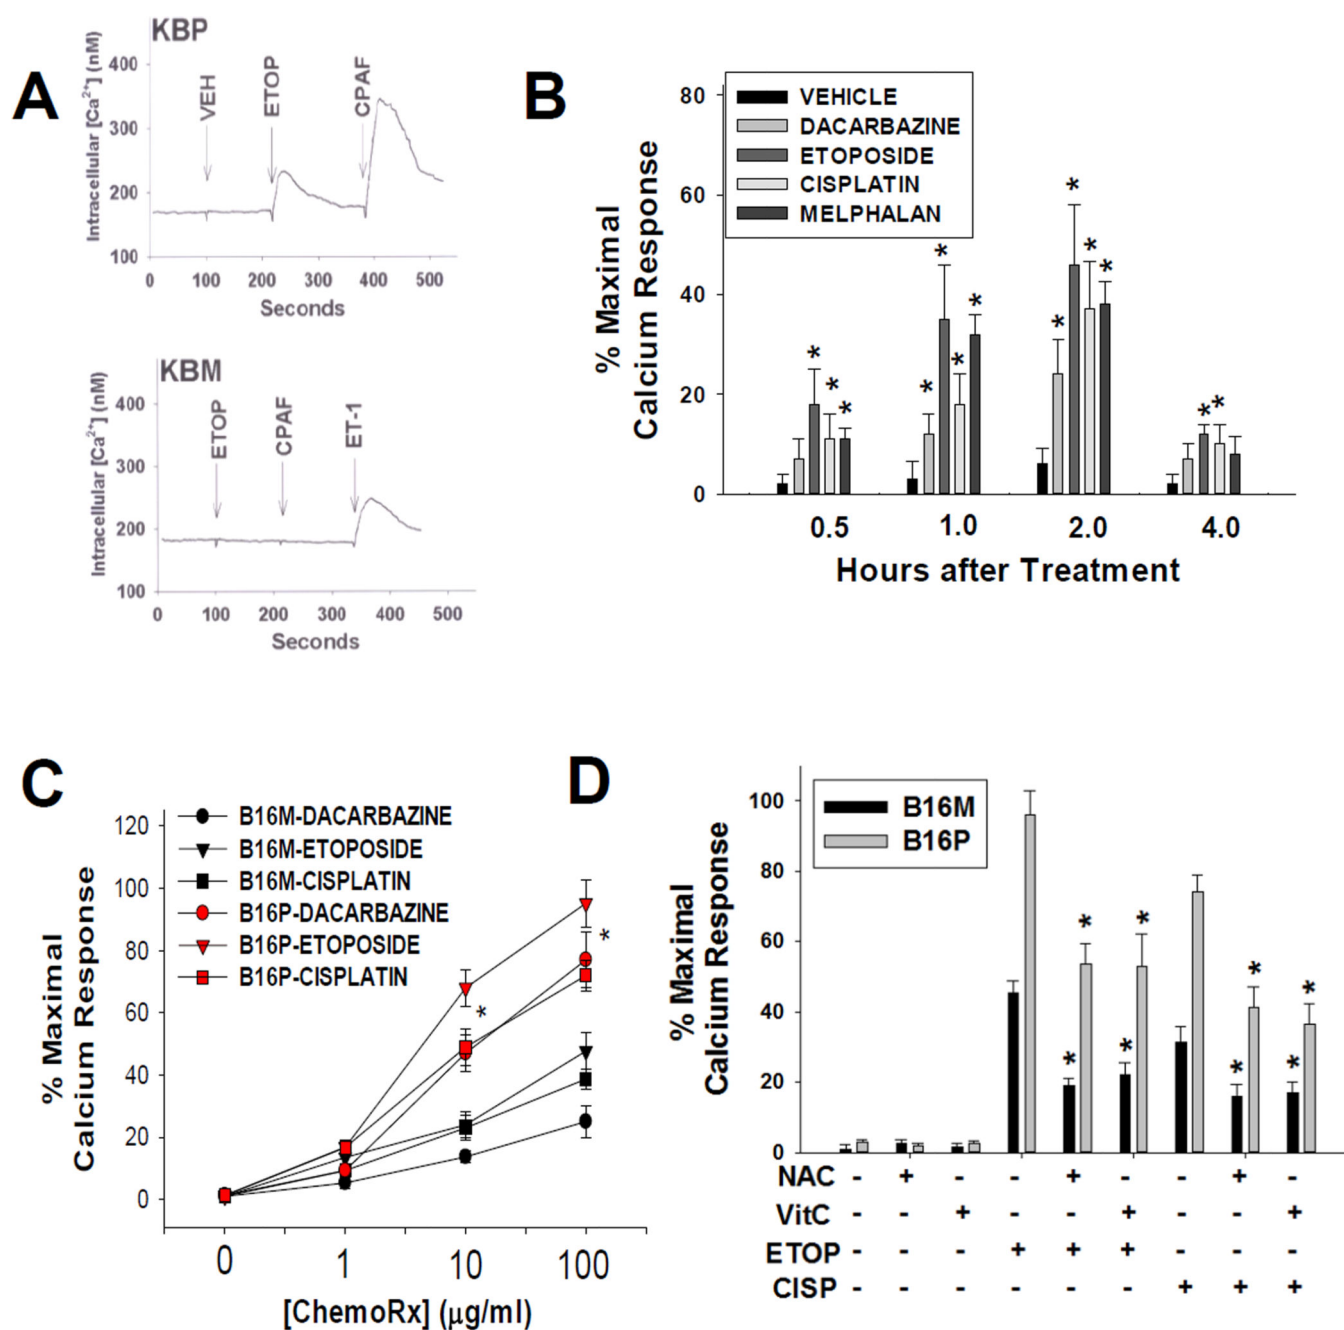 A
KBP
Intracellular [Ca2+] (nM)
400
300
200
100
VEH
ETOP
CPAF
0 100 200 300 400 500
Seconds
KBM
Intracellular [Ca2+] (nM)
400
300
200
100
ETOP
CPAF
ET-1
0 100 200 300 400 500
Seconds
B
% Maximal
Calcium Response
80
60
40
20
0
VEHICLE
DACARBAZINE
ETOPOSIDE
CISPLATIN
MELPHALAN
* * *
* * * *
* * * *
* *
0.5 1.0 2.0 4.0
Hours after Treatment
C
% Maximal
Calcium Response
120
100
80
60
40
20
0
B16M-DACARBAZINE
B16M-ETOPOSIDE
B16M-CISPLATIN
B16P-DACARBAZINE
B16P-ETOPOSIDE
B16P-CISPLATIN
*
*
0 1 10 100
[ChemoRx] (µg/ml)
D
% Maximal
Calcium Response
100
80
60
40
20
0
B16M
B16P
* * * *
* * * *
NAC - + - - + - - + -
VitC - - + - - + - - +
ETOP - - - + + + - - -
CISP - - - - - - + + +